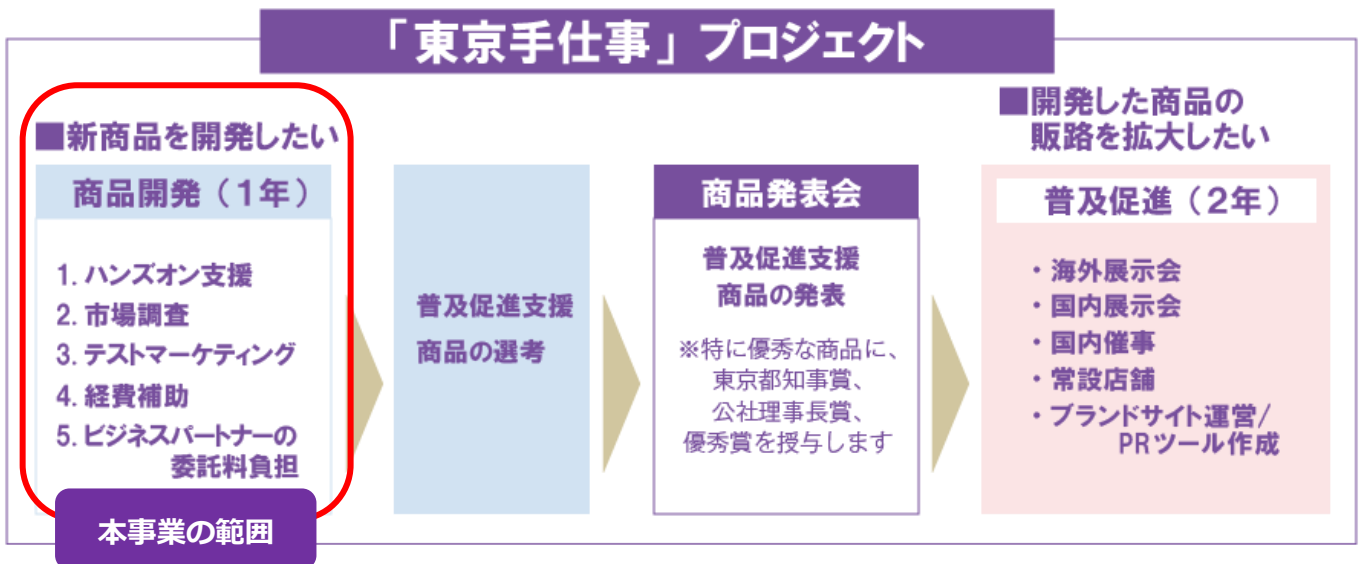 「東京手仕事」プロジェクト
■新商品を開発したい
商品開発（1年）
1. ハンズオン支援
2. 市場調査
3. テストマーケティング
4. 経費補助
5. ビジネスパートナーの
委託料負担
本事業の範囲
普及促進支援
商品の選考
商品発表会
普及促進支援
商品の発表
※特に優秀な商品に、
東京都知事賞、
公社理事長賞、
優秀賞を授与します
■開発した商品の
販路を拡大したい
普及促進（2年）
・海外展示会
・国内展示会
・国内催事
・常設店舗
・ブランドサイト運営/
PRツール作成